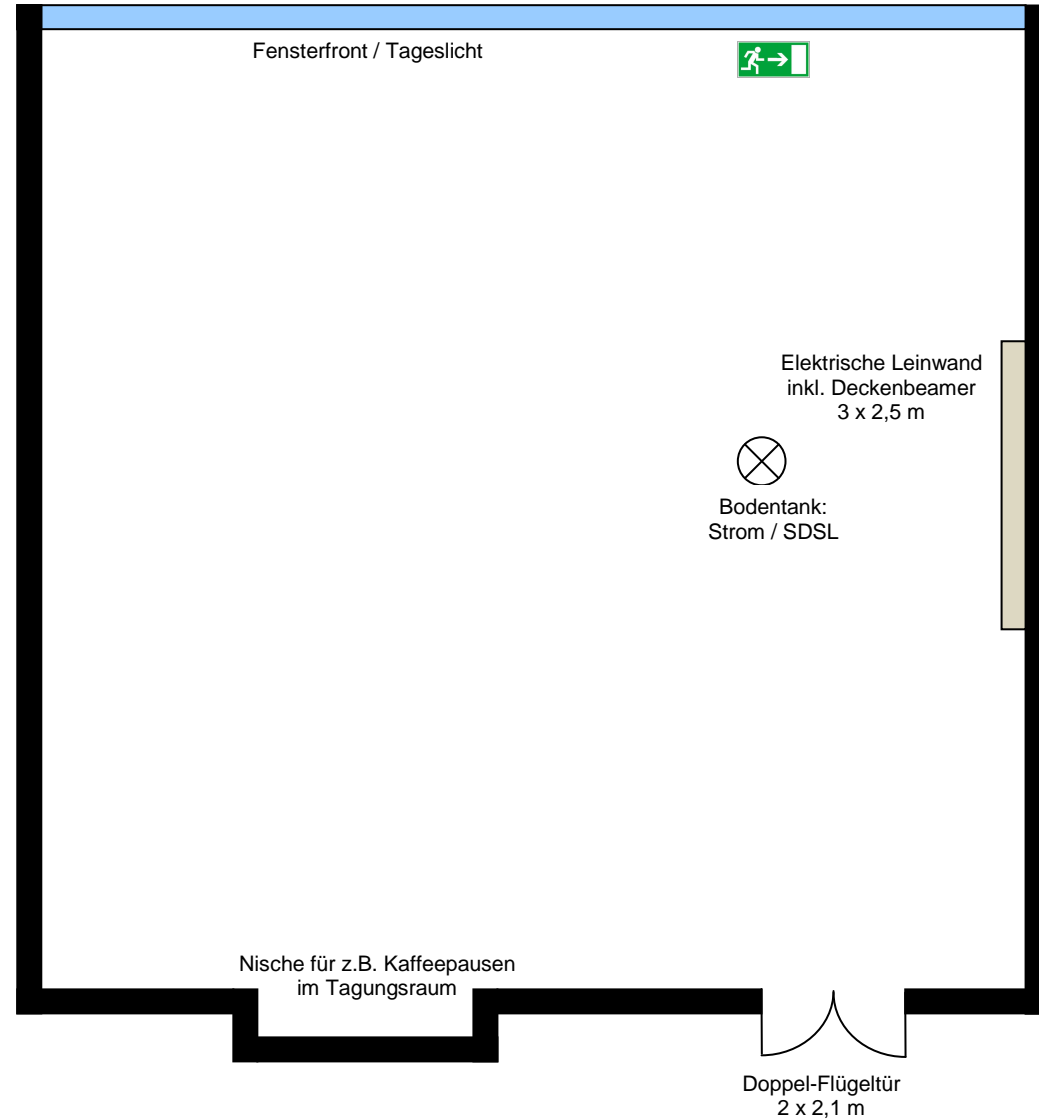 Fensterfront / Tageslicht
Elektrische Leinwand
inkl. Deckenbeamer
3 x 2,5 m
Bodentank:
Strom / SDSL
Nische für z.B. Kaffeepausen
im Tagungsraum
Doppel-Flügeltür
2 x 2,1 m